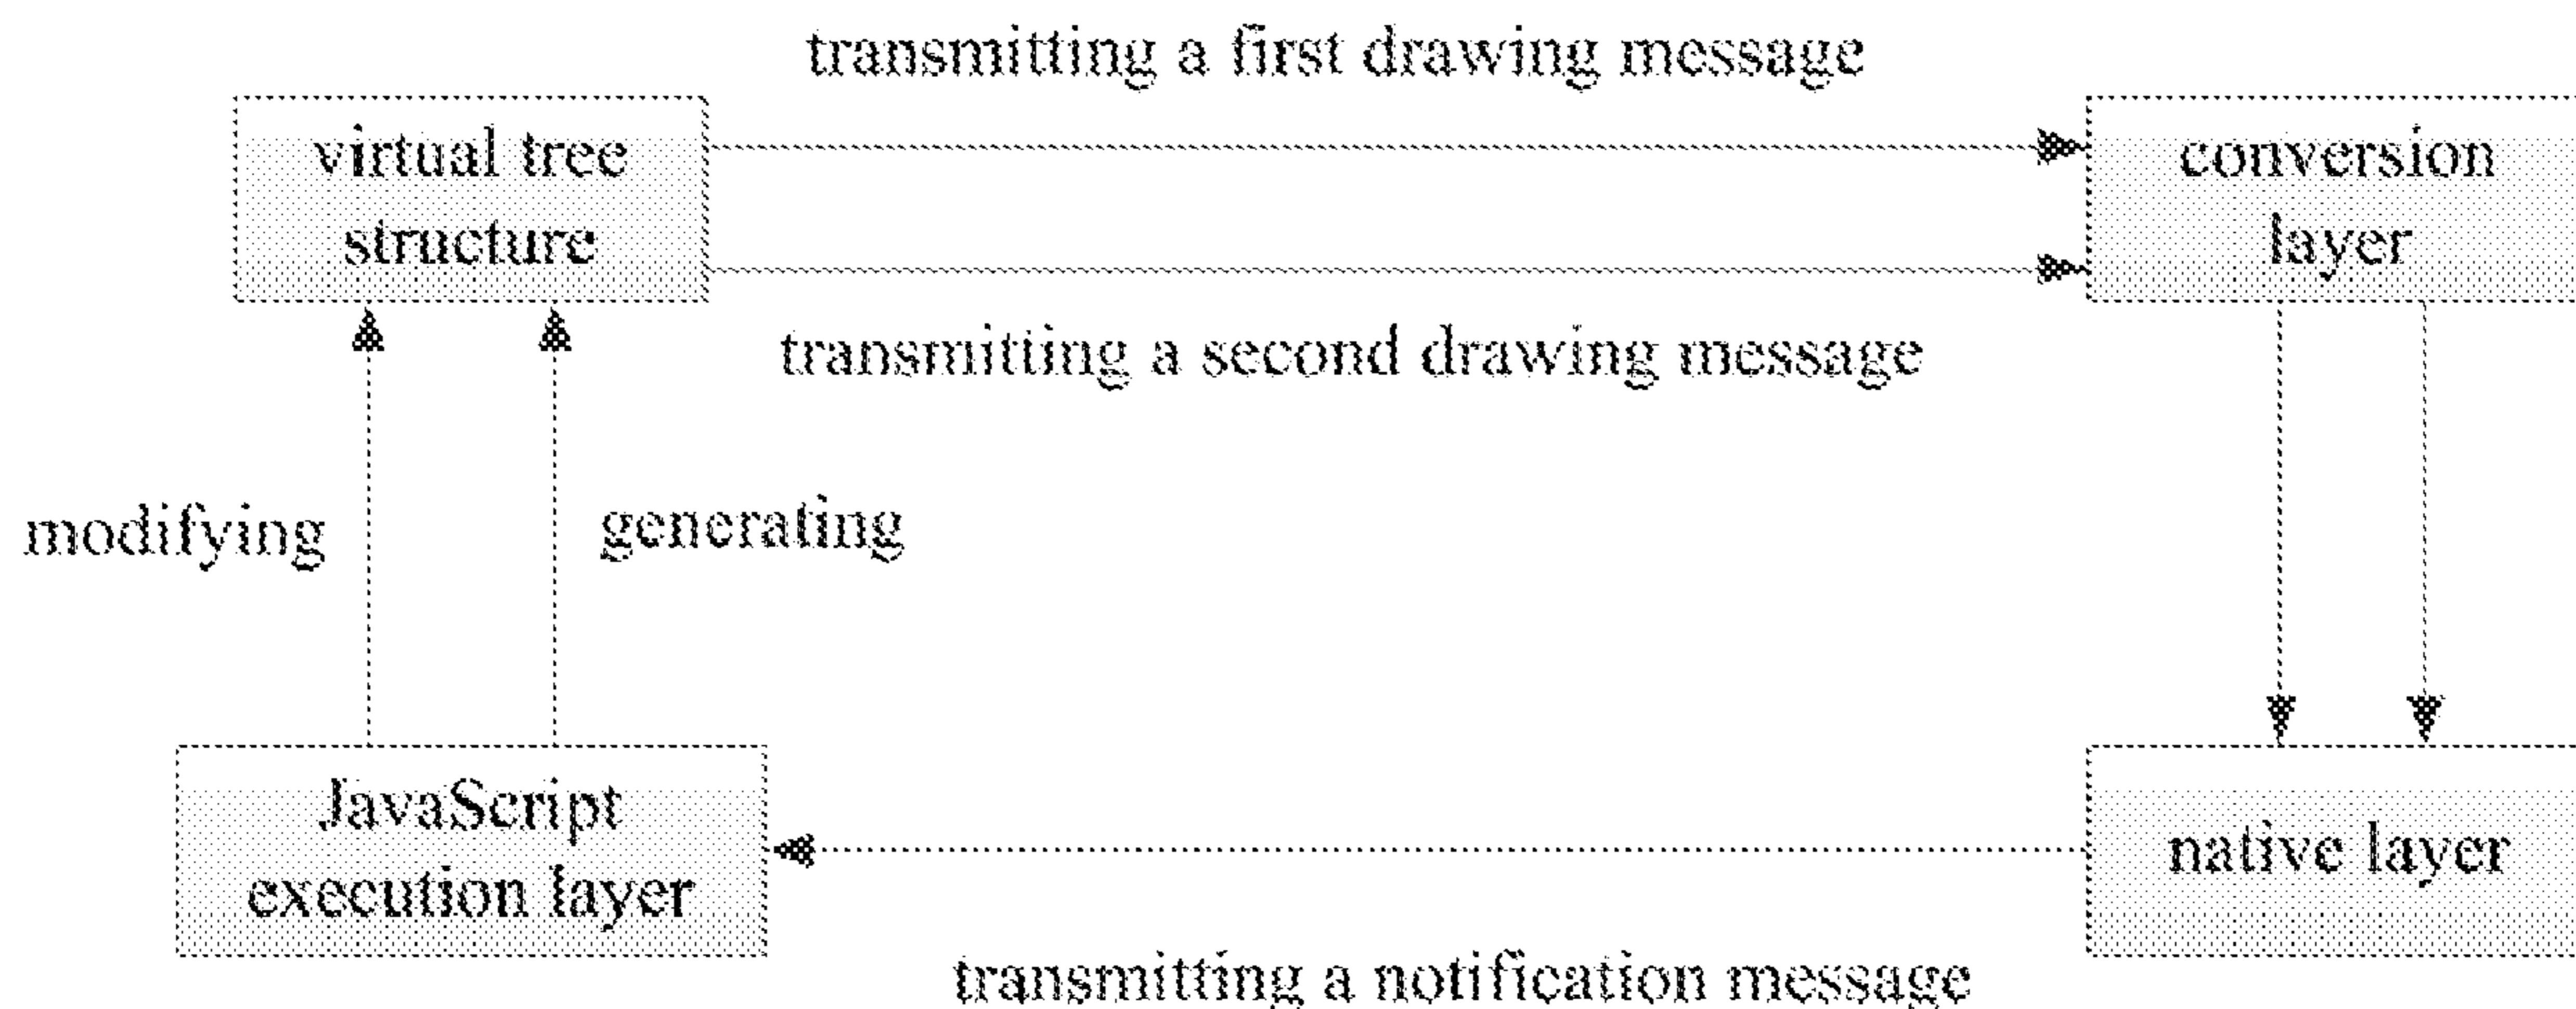 transmitting a first drawing message
virtual tree
structure
conversion
layer
transmitting a second drawing message
modifying
generating
JavaScript
execution layer
native layer
transmitting a notification message